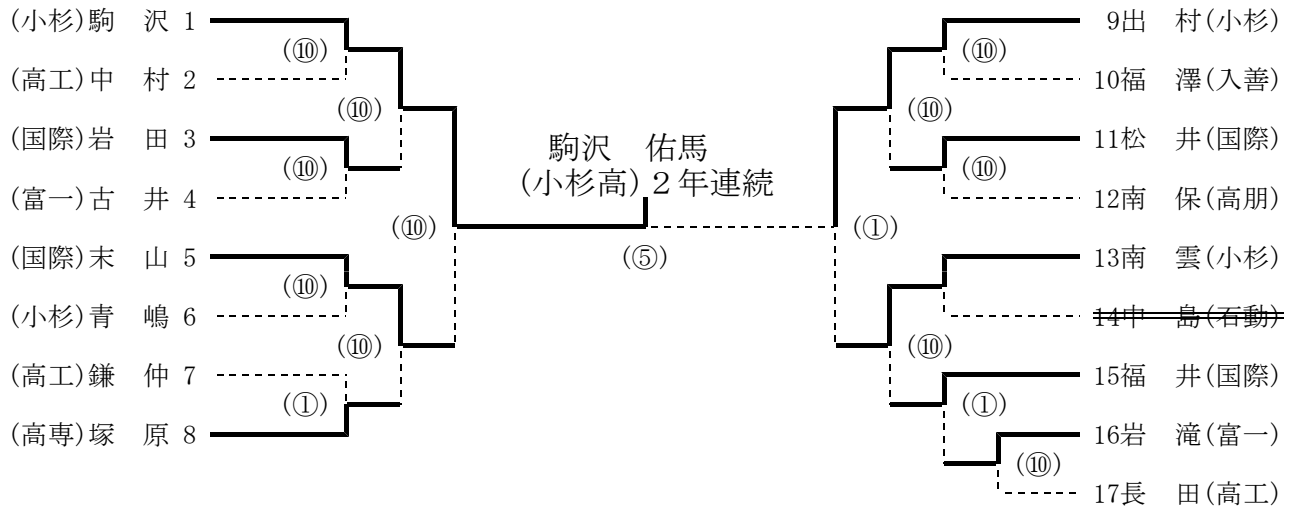 (小杉)駒　沢 1
(⑩)
(高工)中　村 2
(⑩)
(国際)岩　田 3
(⑩)
(富一)古　井 4
(⑩)
(国際)末　山 5
(⑩)
(小杉)青　嶋 6
(⑩)
(高工)鎌　仲 7
(①)
(高専)塚　原 8
駒沢　佑馬
(小杉高)２年連続
(⑤)
9出　村(小杉)
(⑩)
10福　澤(入善)
(⑩)
11松　井(国際)
(⑩)
12南　保(高朋)
(①)
13南　雲(小杉)
14中　島(石動)
(⑩)
15福　井(国際)
(①)
16岩　滝(富一)
(⑩)
17長　田(高工)